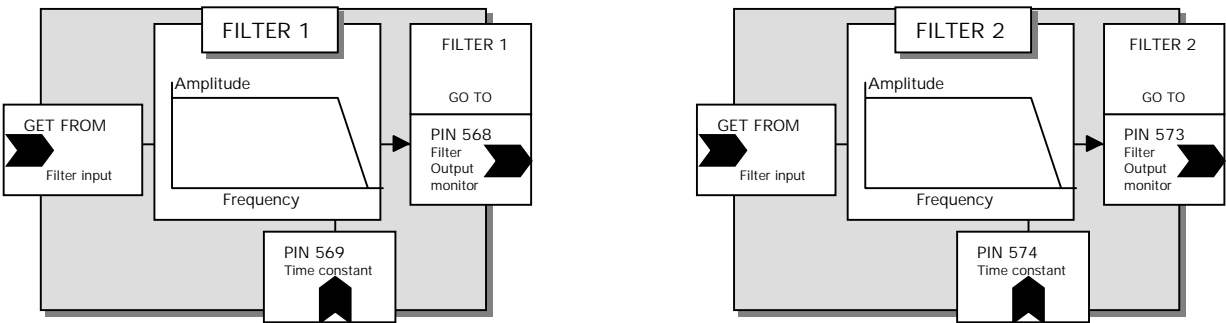 FILTER 1
FILTER 1
Amplitude
GO TO
GET FROM
Filter input
PIN 568
Filter
Output
monitor
Frequency
PIN 569
Time constant
FILTER 2
FILTER 2
Amplitude
GO TO
GET FROM
Filter input
PIN 573
Filter
Output
monitor
Frequency
PIN 574
Time constant